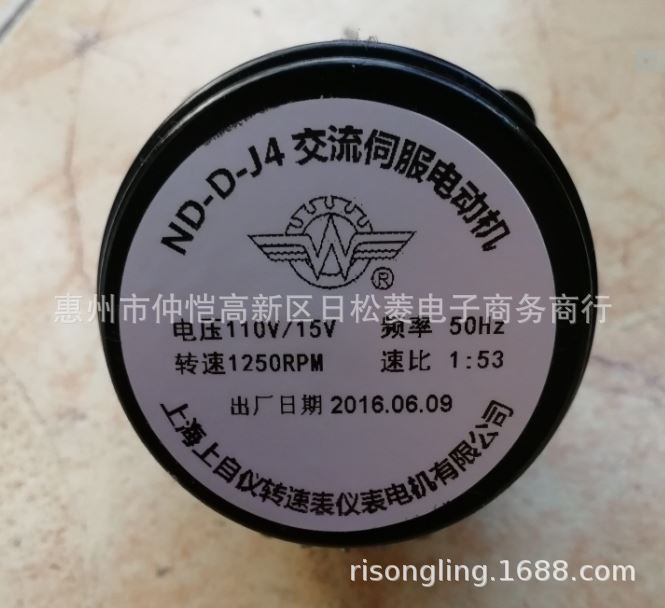 ND-D-J4 交流伺服电动机
W
®
惠州市仲恺高新区日松菱电子商务商行
电压110V/15V 频率 50Hz
转速1250RPM 速比 1:53
出厂日期 2016.06.09
上海上自仪转速表仪表电机有限公司
risongling.1688.com